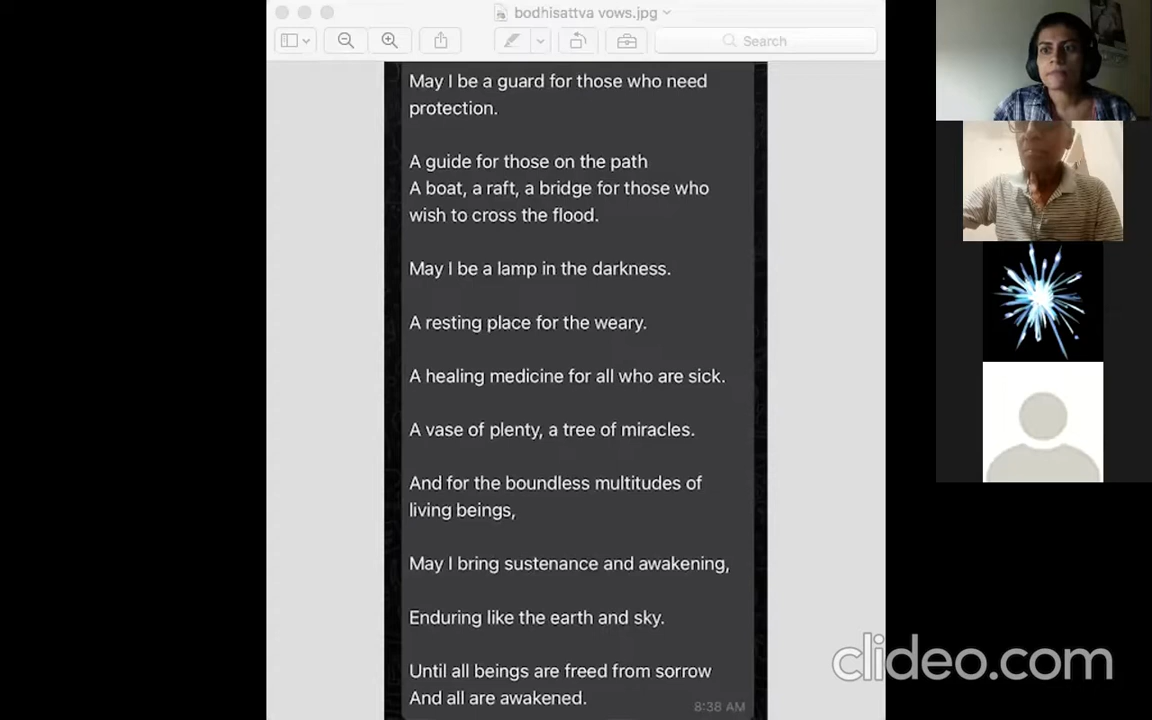 bodhisattva vows.jpg
Search
May I be a guard for those who need
protection.
A guide for those on the path
A boat, a raft, a bridge for those who
wish to cross the flood.
May I be a lamp in the darkness.
A resting place for the weary.
A healing medicine for all who are sick.
A vase of plenty, a tree of miracles.
And for the boundless multitudes of
living beings,
May I bring sustenance and awakening,
Enduring like the earth and sky.
Until all beings are freed from sorrow
And all are awakened.
8:38 AM
clideo.com